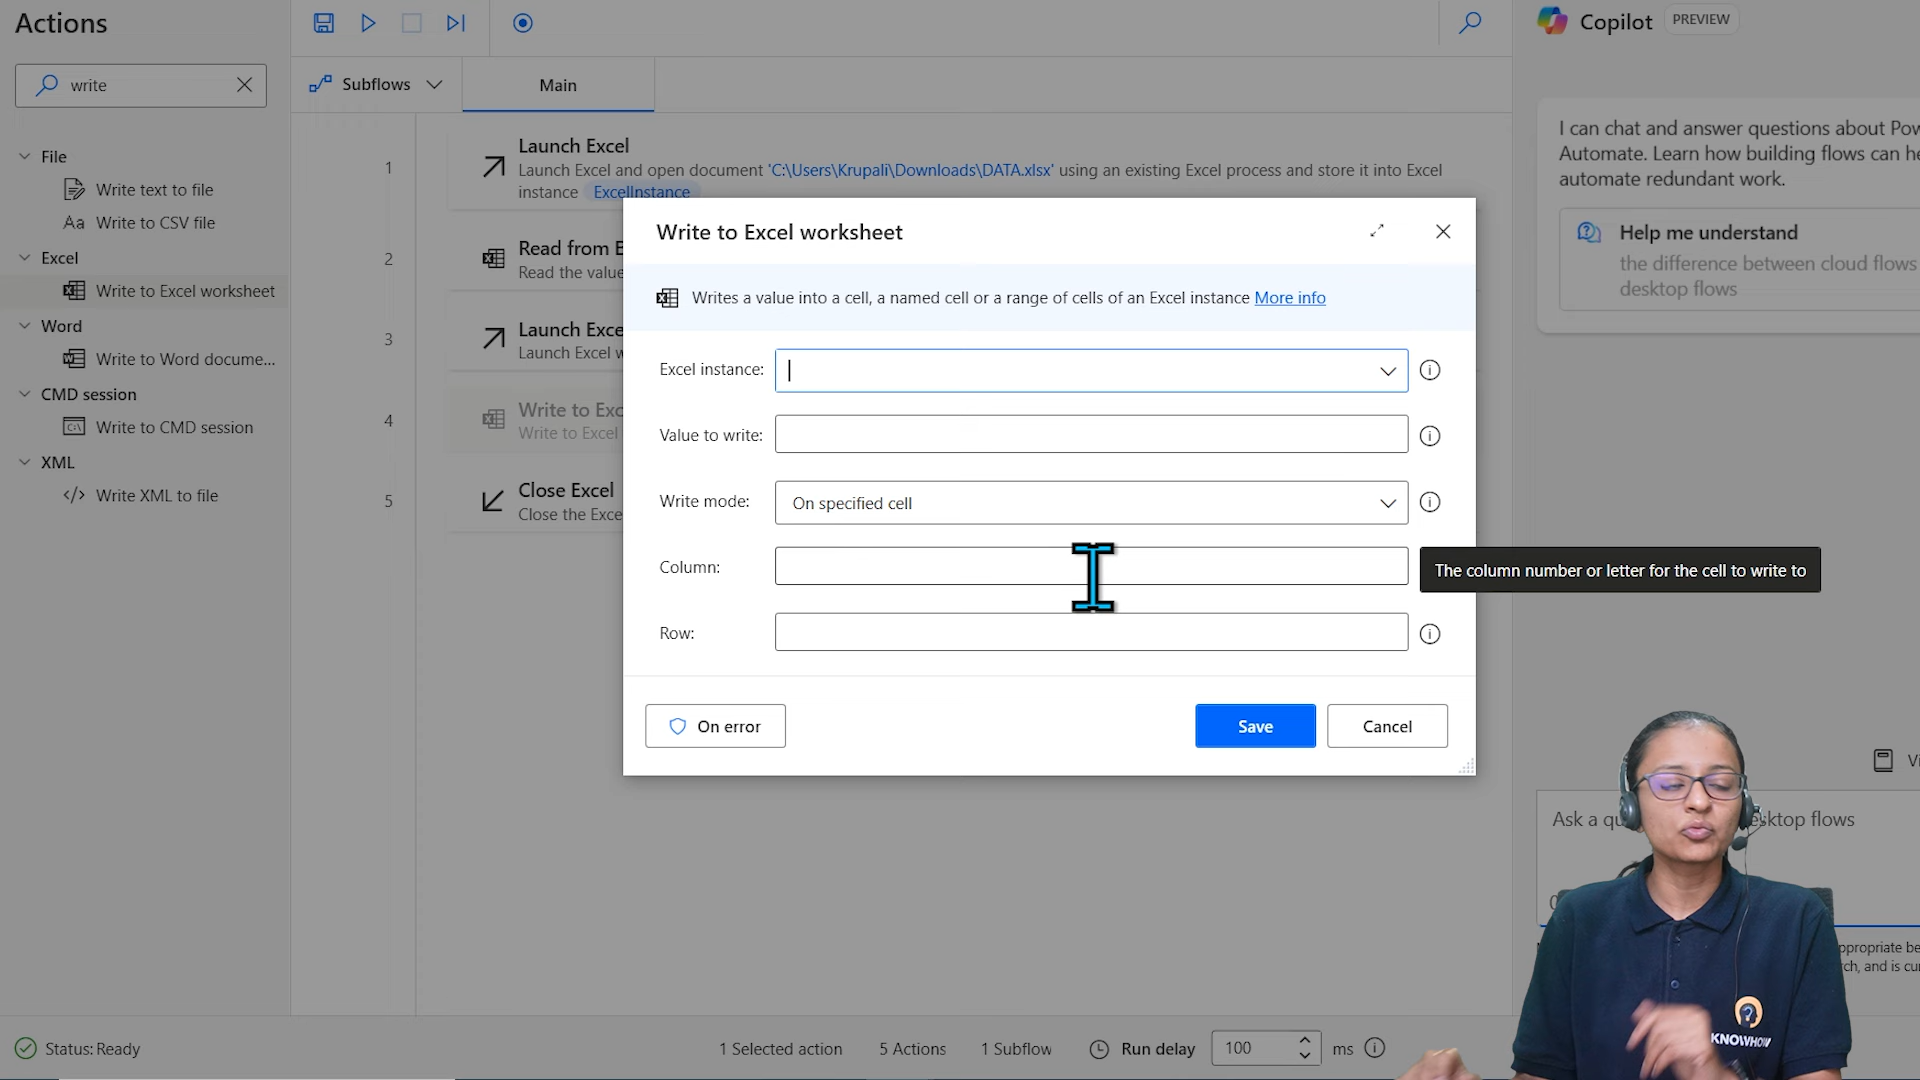 Actions
write
File
Write text to file
Aa Write to CSV file
Excel
Write to Excel worksheet
Word
Write to Word docume...
CMD session
Write to CMD session
XML
</> Write XML to file
Subflows
Main
1
Launch Excel
Launch Excel and open document 'C:\Users\Krupali\Downloads\DATA.xlsx' using an existing Excel process and store it into Excel
instance ExcelInstance
2
Read from E
Read the value
3
Launch Exce
Launch Excel w
4
Write to Exc
Write to Excel
5
Close Excel
Close the Exce
Write to Excel worksheet
Writes a value into a cell, a named cell or a range of cells of an Excel instance More info
Excel instance:
Value to write:
Write mode:
On specified cell
Column:
The column number or letter for the cell to write to
Row:
On error
Save
Cancel
Copilot
PREVIEW
I can chat and answer questions about Pow
Automate. Learn how building flows can he
automate redundant work.
Help me understand
the difference between cloud flows
desktop flows
Vi
Ask a qu
esktop flows
0
ppropriate be
rch, and is cu
KNOWHOW
Status: Ready
1 Selected action
5 Actions
1 Subflow
Run delay
100
ms